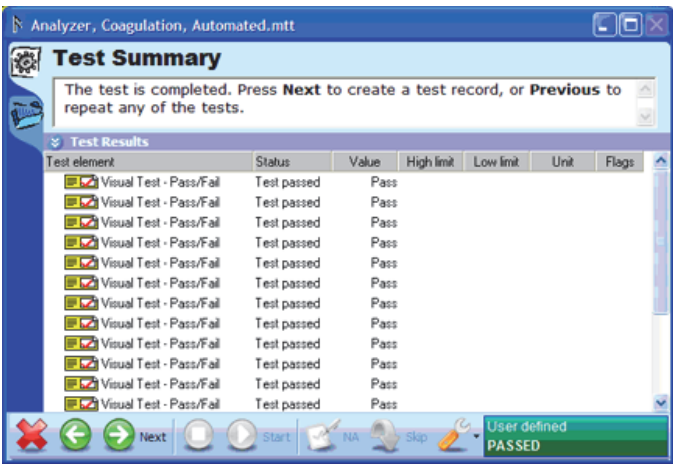 Analyzer, Coagulation, Automated.mtt
Test Summary
The test is completed. Press Next to create a test record, or Previous to
repeat any of the tests.
Test Results
Test element Status Value High limit Low limit Unit Flags
Visual Test - Pass/Fail Test passed Pass
Visual Test - Pass/Fail Test passed Pass
Visual Test - Pass/Fail Test passed Pass
Visual Test - Pass/Fail Test passed Pass
Visual Test - Pass/Fail Test passed Pass
Visual Test - Pass/Fail Test passed Pass
Visual Test - Pass/Fail Test passed Pass
Visual Test - Pass/Fail Test passed Pass
Visual Test - Pass/Fail Test passed Pass
Visual Test - Pass/Fail Test passed Pass
Visual Test - Pass/Fail Test passed Pass
Visual Test - Pass/Fail Test passed Pass
Next Start NA Skip User defined
PASSED